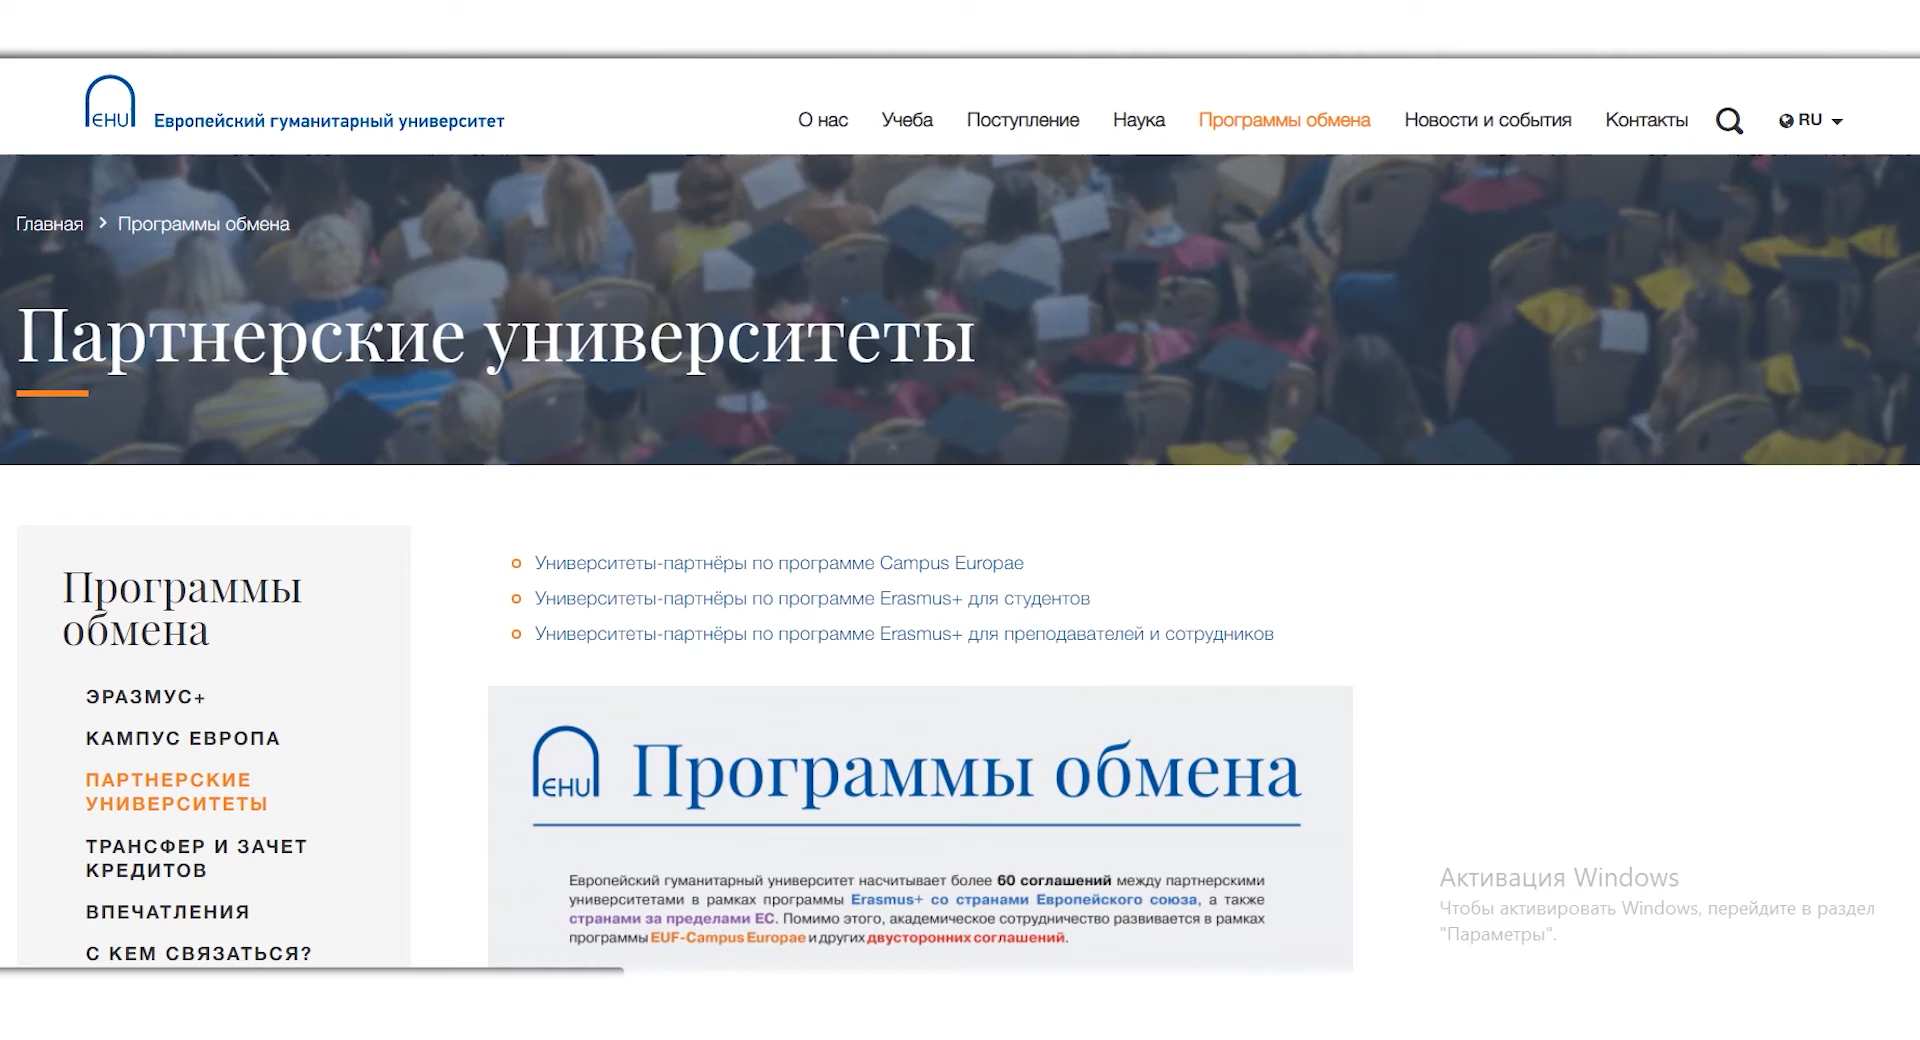 EHU
Европейский гуманитарный университет
О нас Учеба Поступление Наука Программы обмена Новости и события Контакты RU
Главная > Программы обмена
Партнерские университеты
Программы
обмена
ЭРАЗМУС+
КАМПУС ЕВРОПА
ПАРТНЕРСКИЕ
УНИВЕРСИТЕТЫ
ТРАНСФЕР И ЗАЧЕТ
КРЕДИТОВ
ВПЕЧАТЛЕНИЯ
С КЕМ СВЯЗАТЬСЯ?
Университеты-партнёры по программе Campus Europae
Университеты-партнёры по программе Erasmus+ для студентов
Университеты-партнёры по программе Erasmus+ для преподавателей и сотрудников
EHU
Программы обмена
Европейский гуманитарный университет насчитывает более 60 соглашений между партнерскими
университетами в рамках программы Erasmus+ со странами Европейского союза, а также
странами за пределами ЕС. Помимо этого, академическое сотрудничество развивается в рамках
программы EUF-Campus Europae и других двусторонних соглашений.
Активация Windows
Чтобы активировать Windows, перейдите в раздел
"Параметры".